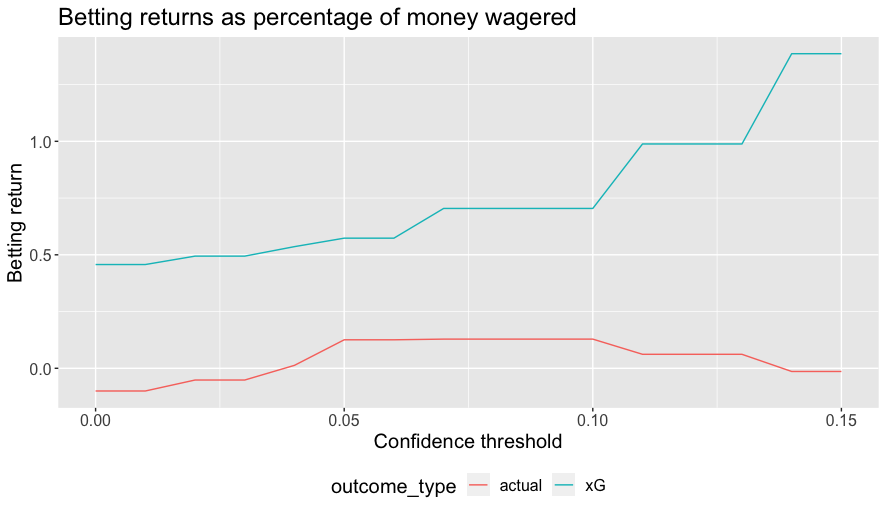 Betting returns as percentage of money wagered
Betting return
1.0
0.5
0.0
0.00 0.05 0.10 0.15
Confidence threshold
outcome_type actual xG